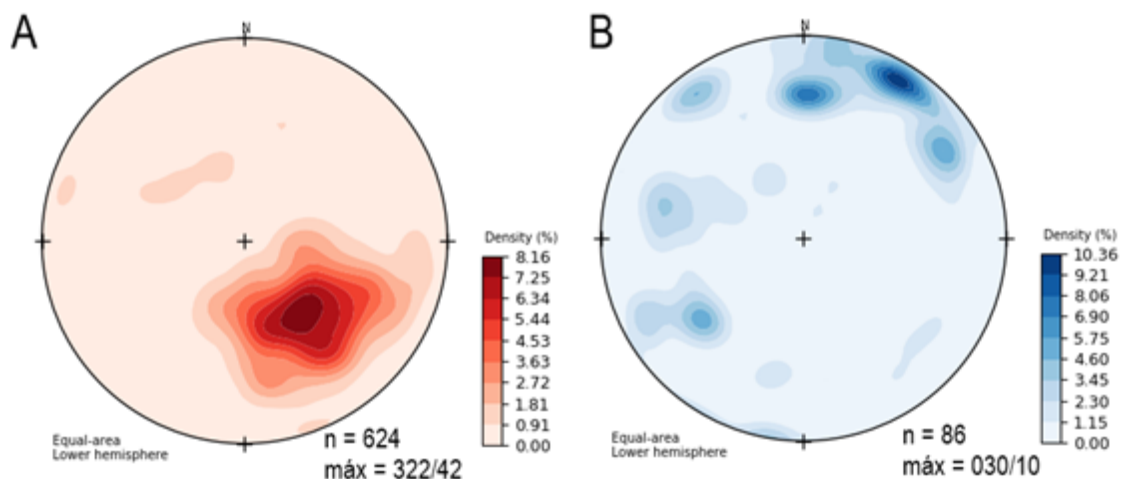 A
N
Density (%)
8.16
7.25
6.34
5.44
4.53
3.63
2.72
1.81
0.91
0.00
Equal-area
Lower hemisphere
n = 624
máx = 322/42
B
N
Density (%)
10.36
9.21
8.06
6.90
5.75
4.60
3.45
2.30
1.15
0.00
Equal-area
Lower hemisphere
n = 86
máx = 030/10